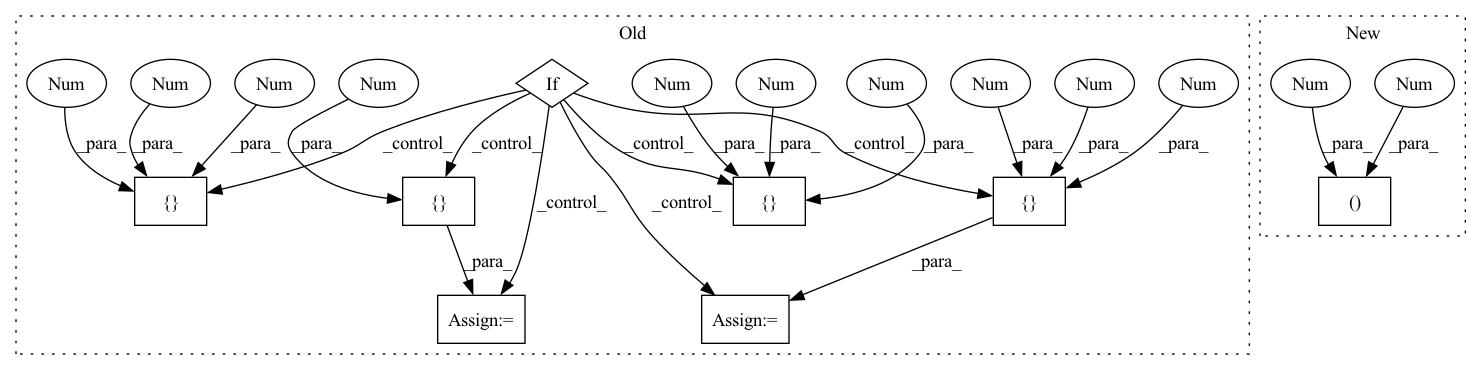 Old
New
Num Num Num Num If Num Num Num Num Num Num Num Num
_para_ _para_ _para_ _para_ _control_ _control_ _control_ _para_ _para_ _control_ _para_ _para_ _para_ _para_ _para_ _para_
{} {} {} {} ()
_control_ _control_
_para_ _para_
Assign:= Assign:=